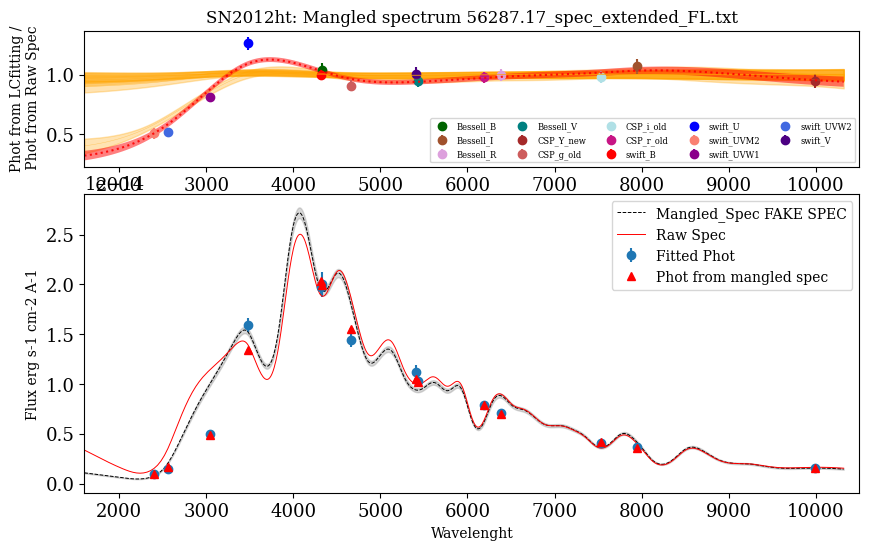 SN2012ht: Mangled spectrum 56287.17_spec_extended_FL.txt
Phot from LCfitting /
Phot from Raw Spec
1.0
0.5
Bessell_B Bessell_V CSP_i_old swift_U swift_UVW2
Bessell_I CSP_Y_new CSP_r_old swift_UVM2 swift_V
Bessell_R CSP_g_old swift_B swift_UVW1
2000 3000 4000 5000 6000 7000 8000 9000 10000
1e−14
Flux erg s-1 cm-2 A-1
2.5
2.0
1.5
1.0
0.5
0.0
Mangled_Spec FAKE SPEC
Raw Spec
Fitted Phot
Phot from mangled spec
2000 3000 4000 5000 6000 7000 8000 9000 10000
Wavelenght